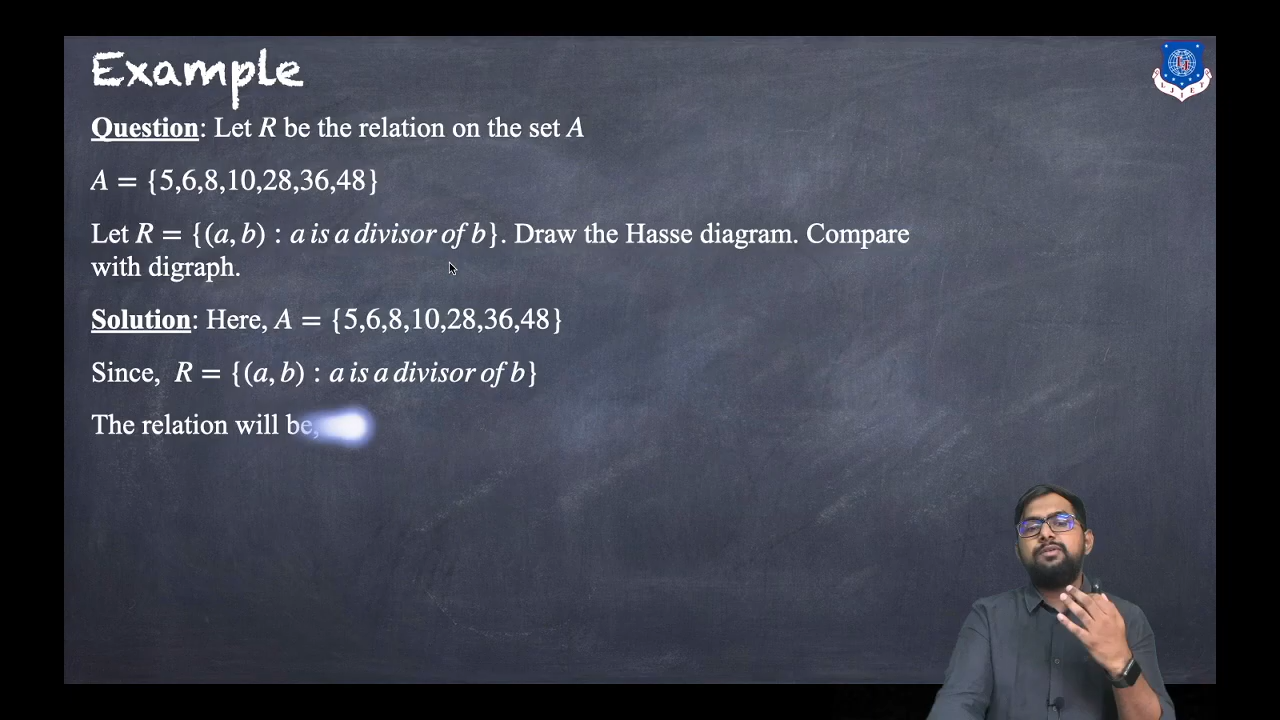 Example
Question: Let R be the relation on the set A
A = {5,6,8,10,28,36,48}
Let R = {(a, b) : a is a divisor of b}. Draw the Hasse diagram. Compare
with digraph.
Solution: Here, A = {5,6,8,10,28,36,48}
Since, R = {(a, b) : a is a divisor of b}
The relation will be,